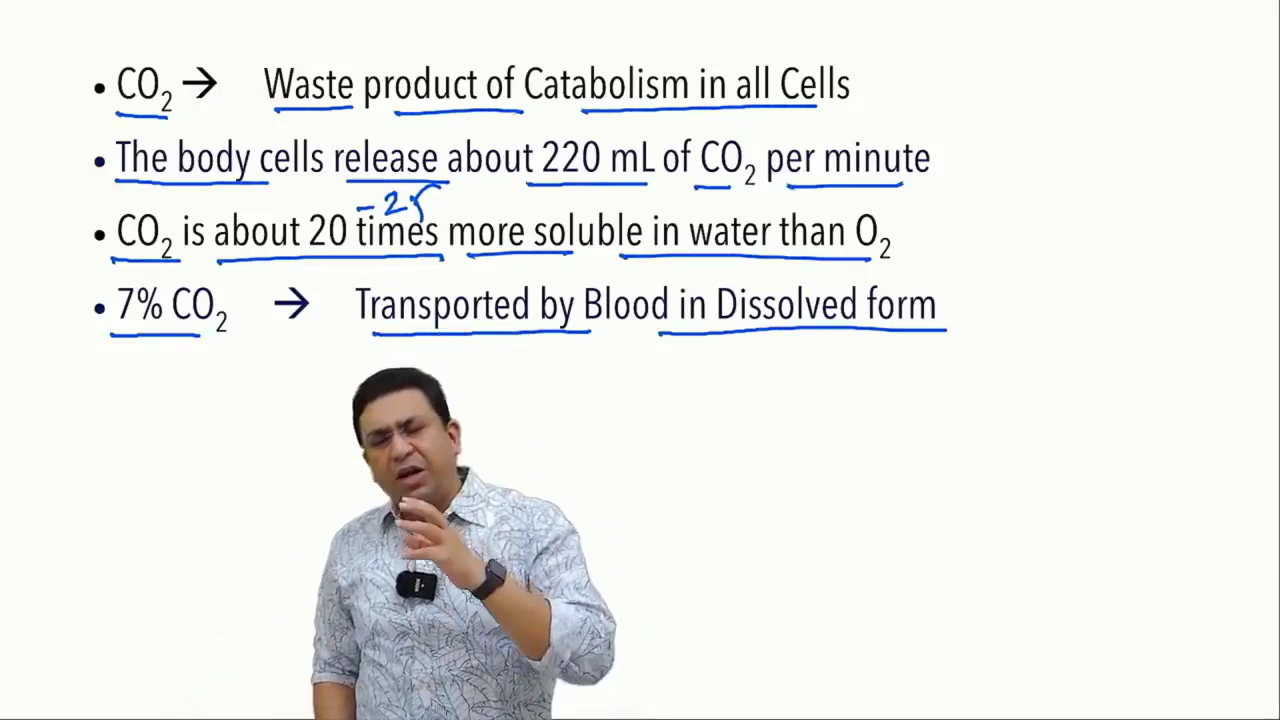 • CO₂ → Waste product of Catabolism in all Cells
• The body cells release about 220 mL of CO₂ per minute
-25
• CO₂ is about 20 times more soluble in water than O₂
• 7% CO₂ → Transported by Blood in Dissolved form